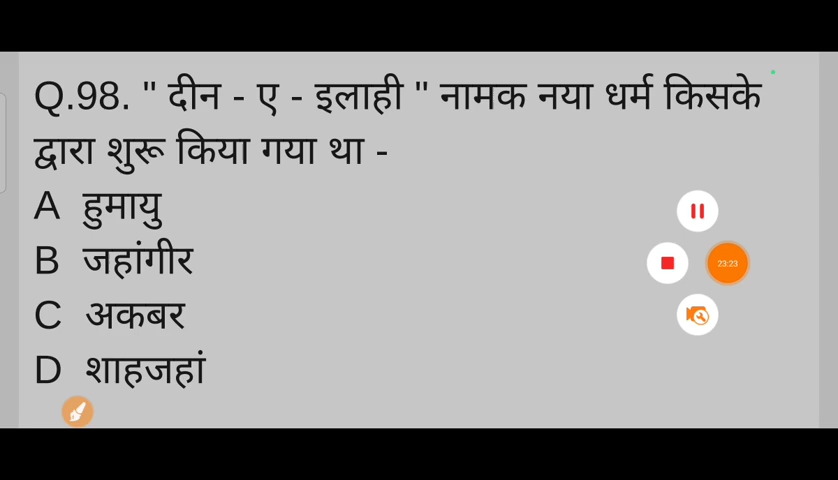 Q.98. " दीन - ए - इलाही " नामक नया धर्म किसके
द्वारा शुरू किया गया था -
A हुमायु
B जहांगीर
C अकबर
D शाहजहां
23:23